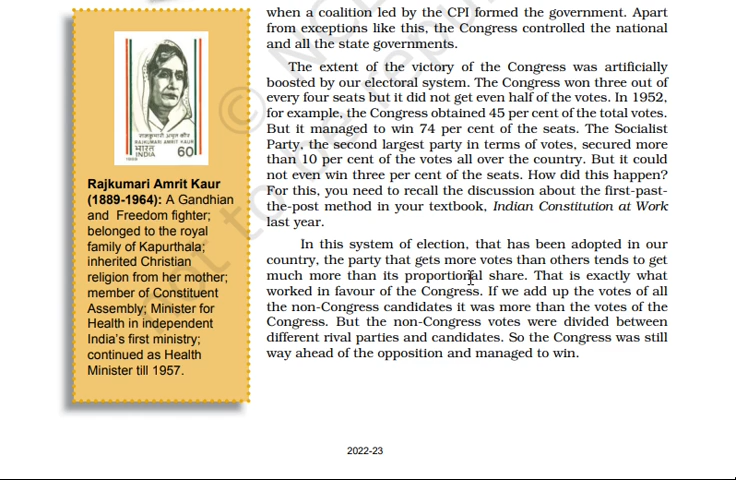 राजकुमारी अमृत कौर
RAJKUMARI AMRIT KAUR
भारत
INDIA
60
1989
Rajkumari Amrit Kaur
(1889-1964): A Gandhian
and Freedom fighter;
belonged to the royal
family of Kapurthala;
inherited Christian
religion from her mother;
member of Constituent
Assembly; Minister for
Health in independent
India's first ministry;
continued as Health
Minister till 1957.
when a coalition led by the CPI formed the government. Apart
from exceptions like this, the Congress controlled the national
and all the state governments.
The extent of the victory of the Congress was artificially
boosted by our electoral system. The Congress won three out of
every four seats but it did not get even half of the votes. In 1952,
for example, the Congress obtained 45 per cent of the total votes.
But it managed to win 74 per cent of the seats. The Socialist
Party, the second largest party in terms of votes, secured more
than 10 per cent of the votes all over the country. But it could
not even win three per cent of the seats. How did this happen?
For this, you need to recall the discussion about the first-past-
the-post method in your textbook, Indian Constitution at Work
last year.
In this system of election, that has been adopted in our
country, the party that gets more votes than others tends to get
much more than its proportional share. That is exactly what
worked in favour of the Congress. If we add up the votes of all
the non-Congress candidates it was more than the votes of the
Congress. But the non-Congress votes were divided between
different rival parties and candidates. So the Congress was still
way ahead of the opposition and managed to win.
2022-23